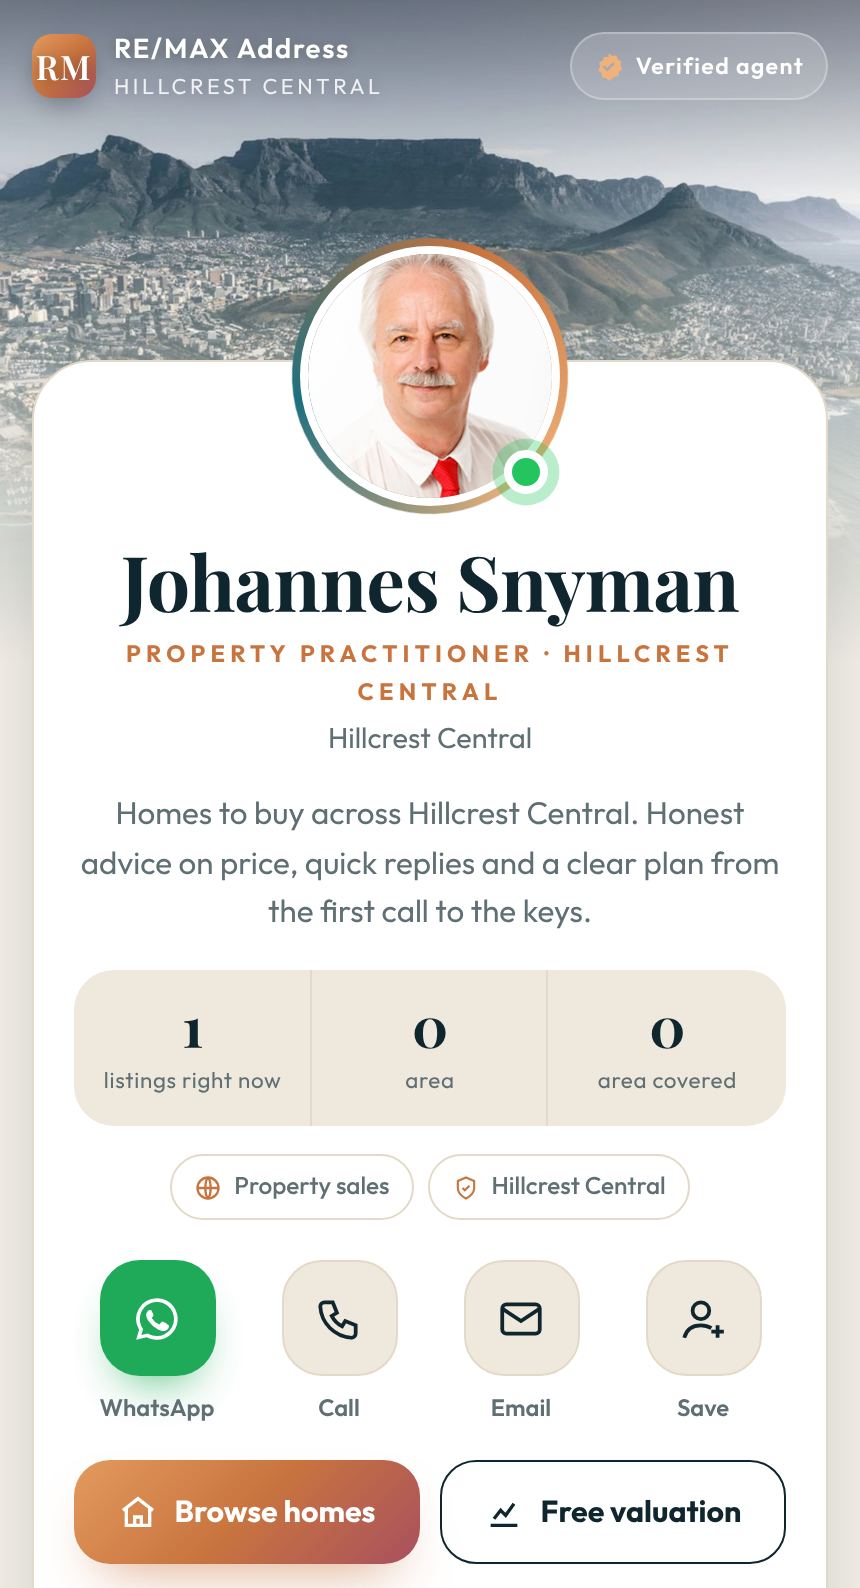 RM
RE/MAX Address
HILLCREST CENTRAL
Verified agent
Johannes Snyman
PROPERTY PRACTITIONER · HILLCREST
CENTRAL
Hillcrest Central
Homes to buy across Hillcrest Central. Honest
advice on price, quick replies and a clear plan from
the first call to the keys.
1
listings right now
0
area
0
area covered
Property sales
Hillcrest Central
WhatsApp
Call
Email
Save
Browse homes
Free valuation